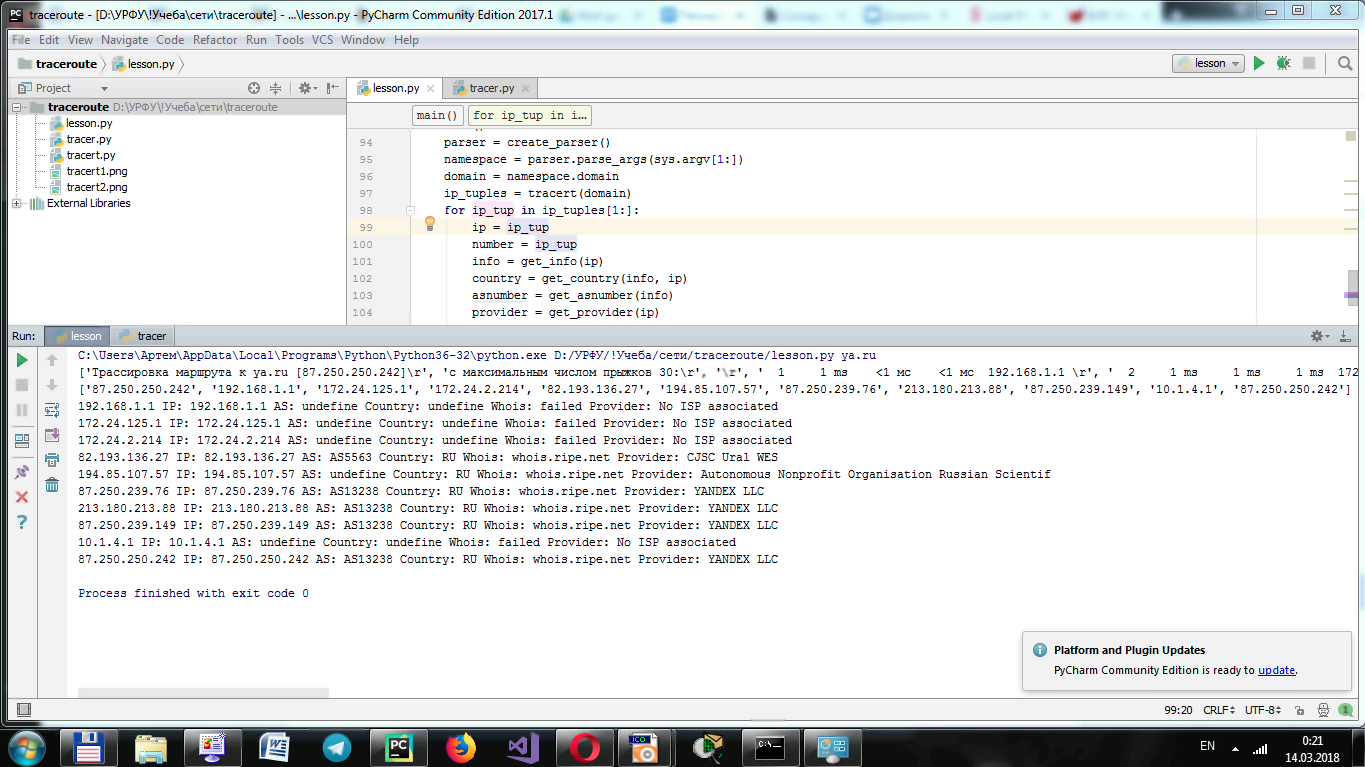 traceroute - [D:\УРФУ\!Учеба\сети\traceroute] - ...\lesson.py - PyCharm Community Edition 2017.1
File Edit View Navigate Code Refactor Run Tools VCS Window Help
traceroute lesson.py lesson
Project
traceroute D:\УРФУ\!Учеба\сети\traceroute
lesson.py
tracer.py
tracert.py
tracert1.png
tracert2.png
External Libraries
lesson.py tracer.py
main() for ip_tup in i...
94 parser = create_parser()
95 namespace = parser.parse_args(sys.argv[1:])
96 domain = namespace.domain
97 ip_tuples = tracert(domain)
98 for ip_tup in ip_tuples[1:]:
99 ip = ip_tup
100 number = ip_tup
101 info = get_info(ip)
102 country = get_country(info, ip)
103 asnumber = get_asnumber(info)
104 provider = get_provider(ip)
Run: lesson tracer
C:\Users\Артем\AppData\Local\Programs\Python\Python36-32\python.exe D:/УРФУ/!Учеба/сети/traceroute/lesson.py ya.ru
['Трассировка маршрута к ya.ru [87.250.250.242]\r', 'с максимальным числом прыжков 30:\r', '\r', ' 1 1 ms <1 мс <1 мс 192.168.1.1 \r', ' 2 1 ms 1 ms 1 ms 172
['87.250.250.242', '192.168.1.1', '172.24.125.1', '172.24.2.214', '82.193.136.27', '194.85.107.57', '87.250.239.76', '213.180.213.88', '87.250.239.149', '10.1.4.1', '87.250.250.242']
192.168.1.1 IP: 192.168.1.1 AS: undefine Country: undefine Whois: failed Provider: No ISP associated
172.24.125.1 IP: 172.24.125.1 AS: undefine Country: undefine Whois: failed Provider: No ISP associated
172.24.2.214 IP: 172.24.2.214 AS: undefine Country: undefine Whois: failed Provider: No ISP associated
82.193.136.27 IP: 82.193.136.27 AS: AS5563 Country: RU Whois: whois.ripe.net Provider: CJSC Ural WES
194.85.107.57 IP: 194.85.107.57 AS: undefine Country: RU Whois: whois.ripe.net Provider: Autonomous Nonprofit Organisation Russian Scientif
87.250.239.76 IP: 87.250.239.76 AS: AS13238 Country: RU Whois: whois.ripe.net Provider: YANDEX LLC
213.180.213.88 IP: 213.180.213.88 AS: AS13238 Country: RU Whois: whois.ripe.net Provider: YANDEX LLC
87.250.239.149 IP: 87.250.239.149 AS: AS13238 Country: RU Whois: whois.ripe.net Provider: YANDEX LLC
10.1.4.1 IP: 10.1.4.1 AS: undefine Country: undefine Whois: failed Provider: No ISP associated
87.250.250.242 IP: 87.250.250.242 AS: AS13238 Country: RU Whois: whois.ripe.net Provider: YANDEX LLC
Process finished with exit code 0
Platform and Plugin Updates
PyCharm Community Edition is ready to update.
99:20 CRLF UTF-8 1
EN 0:21
14.03.2018